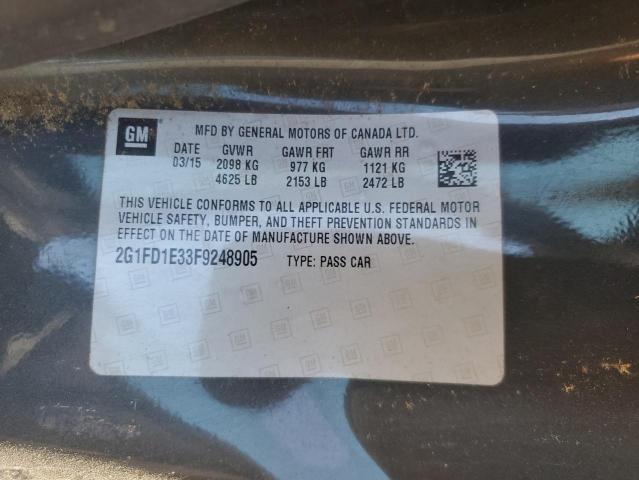 GM
MFD BY GENERAL MOTORS OF CANADA LTD.
DATE GVWR GAWR FRT GAWR RR
03/15 2098 KG 977 KG 1121 KG
4625 LB 2153 LB 2472 LB
THIS VEHICLE CONFORMS TO ALL APPLICABLE U.S. FEDERAL MOTOR
VEHICLE SAFETY, BUMPER, AND THEFT PREVENTION STANDARDS IN
EFFECT ON THE DATE OF MANUFACTURE SHOWN ABOVE.
2G1FD1E33F9248905 TYPE: PASS CAR